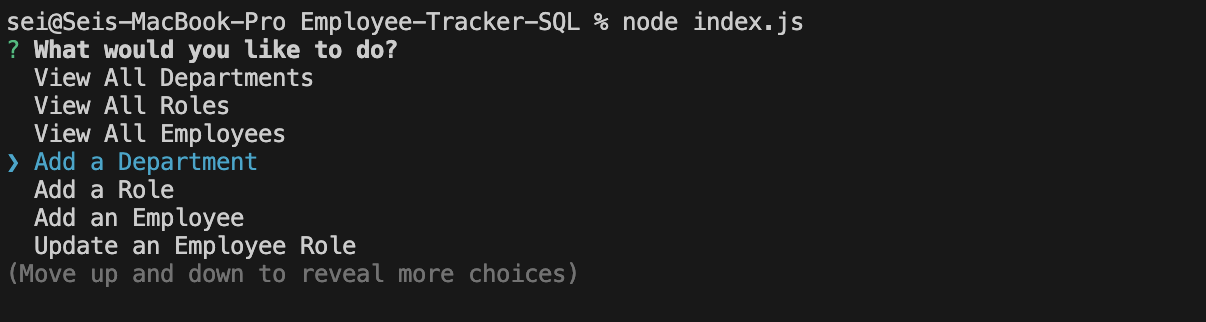 sei@Seis-MacBook-Pro Employee-Tracker-SQL % node index.js
? What would you like to do?
View All Departments
View All Roles
View All Employees
❯ Add a Department
Add a Role
Add an Employee
Update an Employee Role
(Move up and down to reveal more choices)